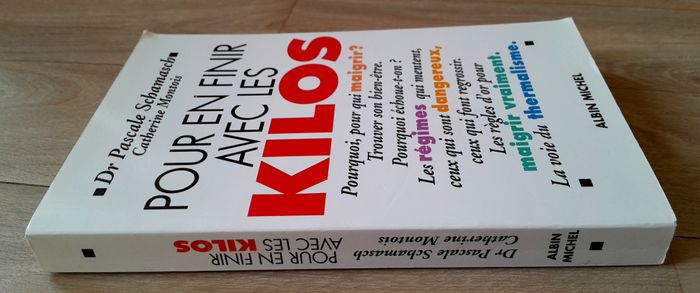 Dr Pascale Schamasch
Catherine Montois
POUR EN FINIR
AVEC LES
KILOS
Pourquoi, pour qui maigrir?
Trouver son bien-être.
Pourquoi échoue-t-on ?
Les régimes qui mentent,
ceux qui sont dangereux,
ceux qui font regrossir.
Les règles d'or pour
maigrir vraiment.
La voie du thermalisme.
ALBIN MICHEL
POUR EN FINIR
AVEC LES KILOS
Dr Pascale Schamasch
Catherine Montois
ALBIN
MICHEL